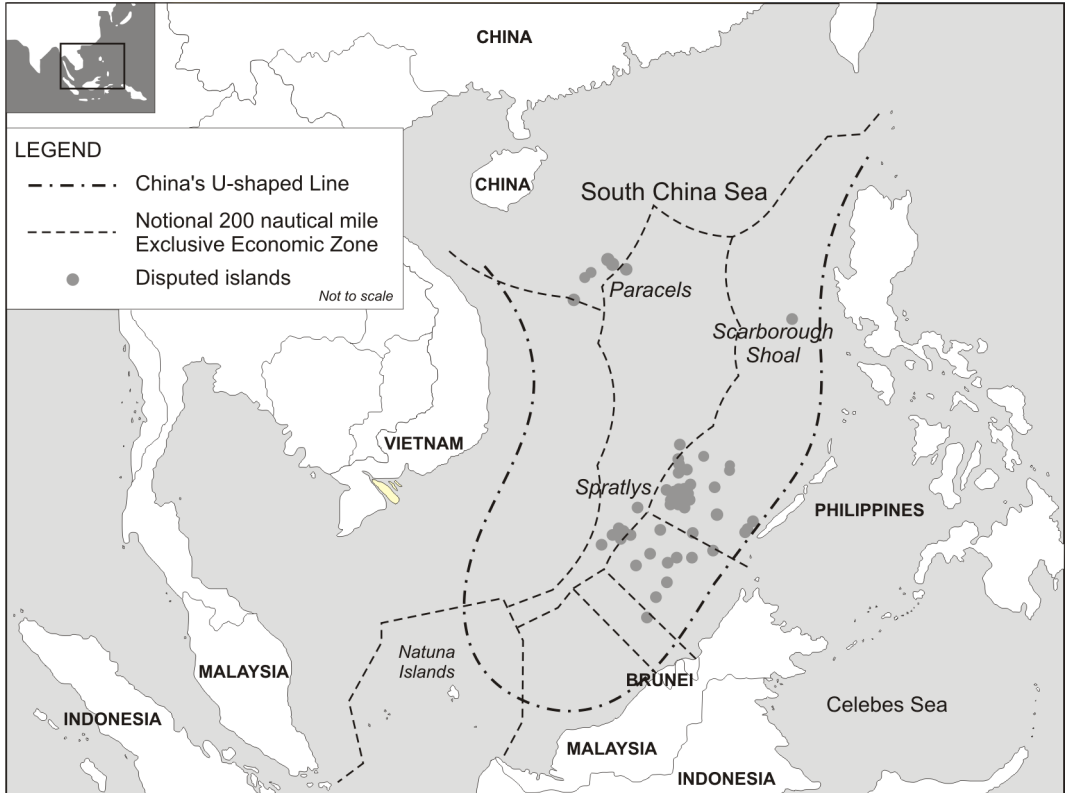 CHINA
LEGEND
China's U-shaped Line
Notional 200 nautical mile
Exclusive Economic Zone
Disputed islands
Not to scale
CHINA
South China Sea
Paracels
Scarborough
Shoal
VIETNAM
Spratlys
PHILIPPINES
Natuna
Islands
MALAYSIA
BRUNEI
INDONESIA
Celebes Sea
MALAYSIA
INDONESIA